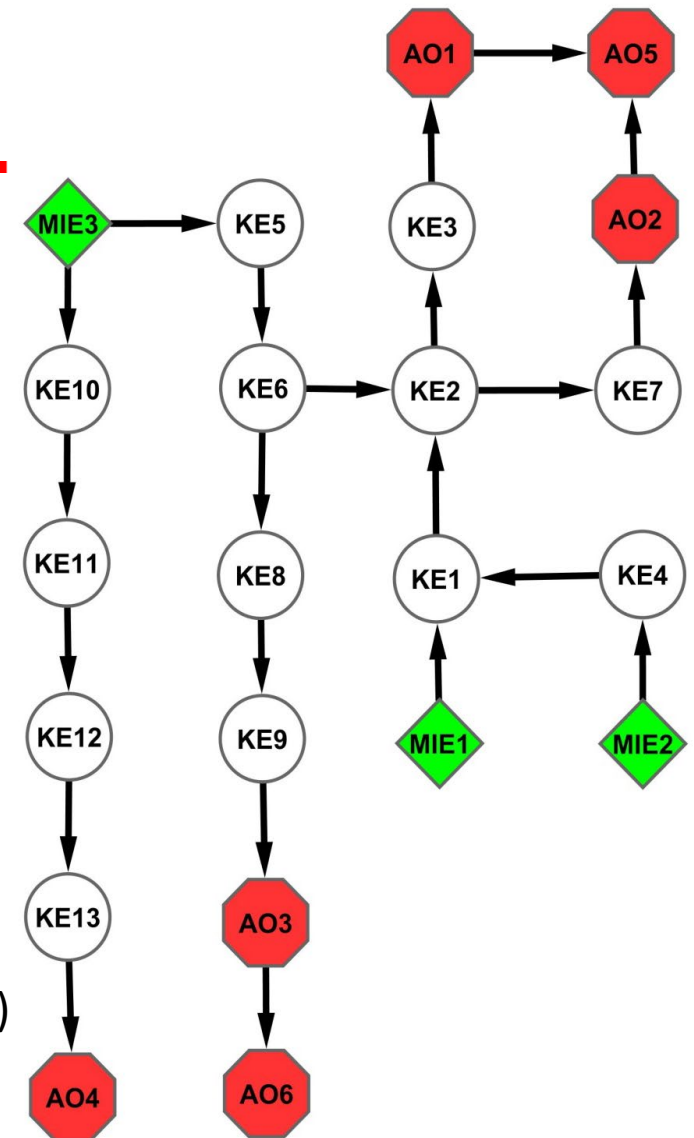 AO1 AO5
MIE3 KE5 KE3 AO2
KE10 KE6 KE2 KE7
KE11 KE8 KE1 KE4
KE12 KE9 MIE1 MIE2
KE13 AO3
)
AO4 AO6